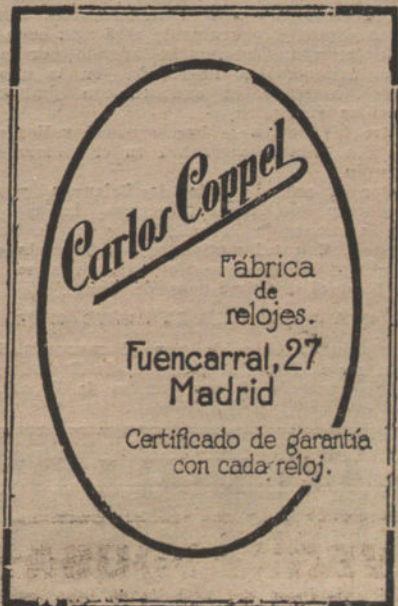 Carlos Coppel
Fábrica
de
relojes.
Fuencarral, 27
Madrid
Certificado de garantía
con cada reloj.